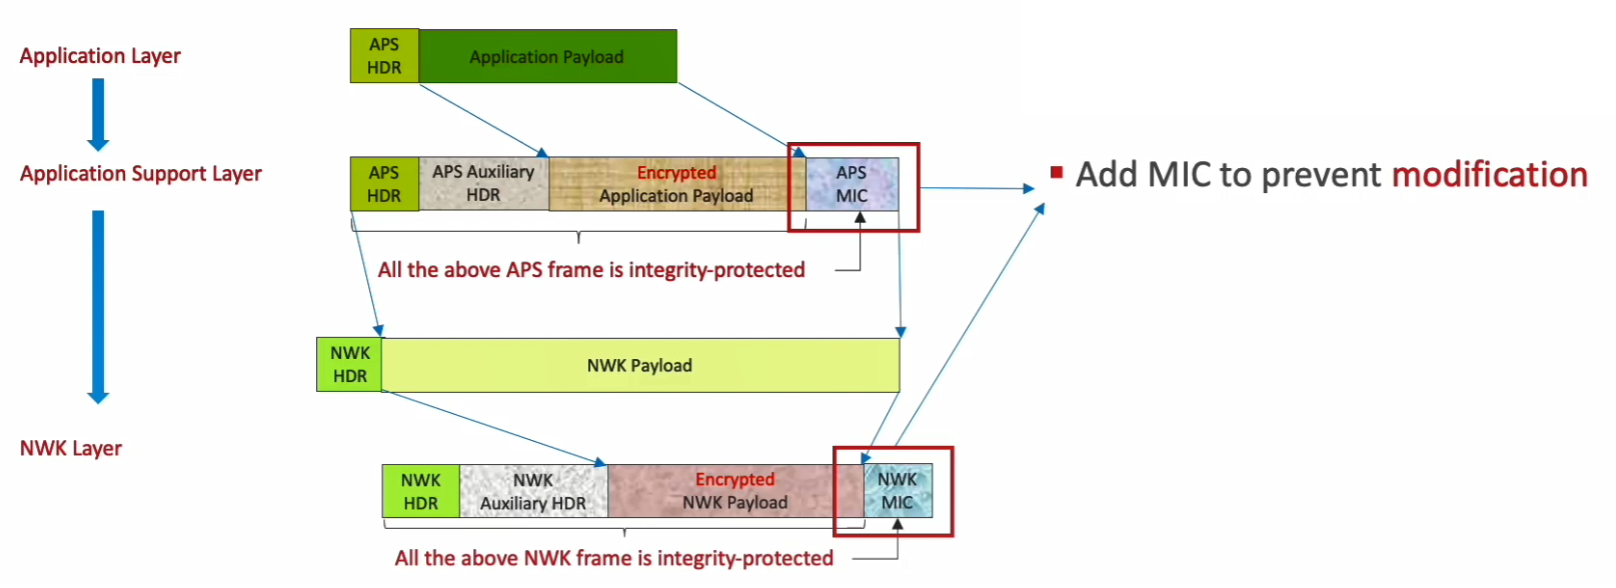 Application Layer
APS
HDR
Application Payload
Application Support Layer
APS
HDR
APS Auxiliary
HDR
Encrypted
Application Payload
APS
MIC
▪ Add MIC to prevent modification
All the above APS frame is integrity-protected
NWK
HDR
NWK Payload
NWK Layer
NWK
HDR
NWK
Auxiliary HDR
Encrypted
NWK Payload
NWK
MIC
All the above NWK frame is integrity-protected